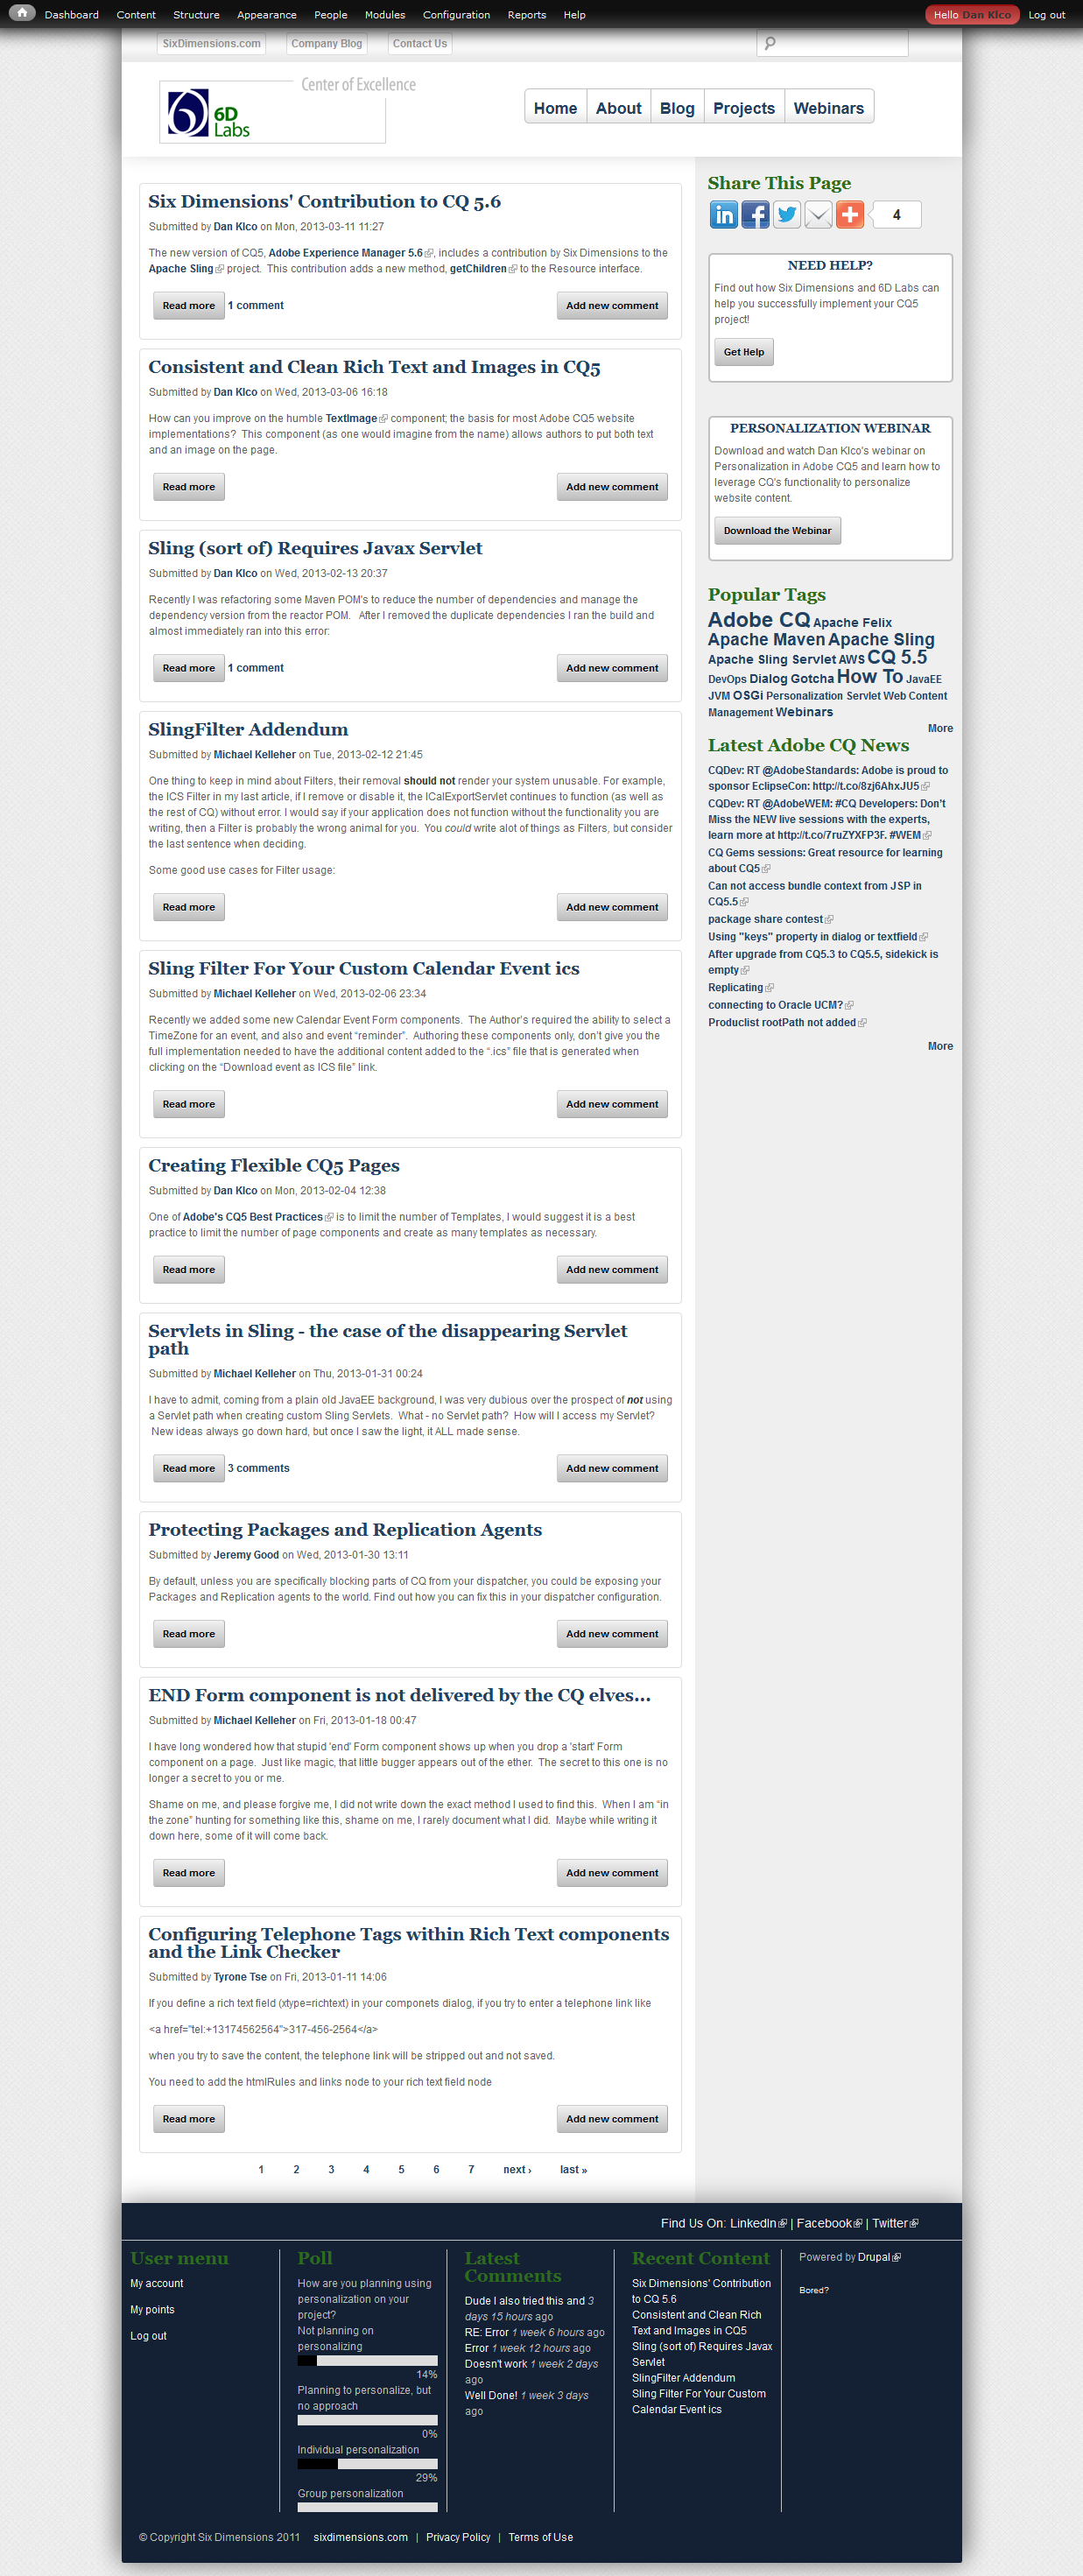 Dashboard Content Structure Appearance People Modules Configuration Reports Help Hello Dan Klco Log out
SixDimensions.com Company Blog Contact Us
Center of Excellence
6D
Labs
Home About Blog Projects Webinars
Six Dimensions' Contribution to CQ 5.6
Submitted by Dan Klco on Mon, 2013-03-11 11:27
The new version of CQ5, Adobe Experience Manager 5.6, includes a contribution by Six Dimensions to the
Apache Sling project. This contribution adds a new method, getChildren to the Resource interface.
Read more 1 comment Add new comment
Consistent and Clean Rich Text and Images in CQ5
Submitted by Dan Klco on Wed, 2013-03-06 16:18
How can you improve on the humble TextImage component; the basis for most Adobe CQ5 website
implementations? This component (as one would imagine from the name) allows authors to put both text
and an image on the page.
Read more Add new comment
Sling (sort of) Requires Javax Servlet
Submitted by Dan Klco on Wed, 2013-02-13 20:37
Recently I was refactoring some Maven POM's to reduce the number of dependencies and manage the
dependency version from the reactor POM. After I removed the duplicate dependencies I ran the build and
almost immediately ran into this error:
Read more 1 comment Add new comment
SlingFilter Addendum
Submitted by Michael Kelleher on Tue, 2013-02-12 21:45
One thing to keep in mind about Filters, their removal should not render your system unusable. For example,
the ICS Filter in my last article, if I remove or disable it, the ICalExportServlet continues to function (as well as
the rest of CQ) without error. I would say if your application does not function without the functionality you are
writing, then a Filter is probably the wrong animal for you. You could write alot of things as Filters, but consider
the last sentence when deciding.
Some good use cases for Filter usage:
Read more Add new comment
Sling Filter For Your Custom Calendar Event ics
Submitted by Michael Kelleher on Wed, 2013-02-06 23:34
Recently we added some new Calendar Event Form components. The Author's required the ability to select a
TimeZone for an event, and also and event “reminder”. Authoring these components only, don't give you the
full implementation needed to have the additional content added to the “.ics” file that is generated when
clicking on the “Download event as ICS file” link.
Read more Add new comment
Creating Flexible CQ5 Pages
Submitted by Dan Klco on Mon, 2013-02-04 12:38
One of Adobe's CQ5 Best Practices is to limit the number of Templates, I would suggest it is a best
practice to limit the number of page components and create as many templates as necessary.
Read more Add new comment
Servlets in Sling - the case of the disappearing Servlet
path
Submitted by Michael Kelleher on Thu, 2013-01-31 00:24
I have to admit, coming from a plain old JavaEE background, I was very dubious over the prospect of not using
a Servlet path when creating custom Sling Servlets. What - no Servlet path? How will I access my Servlet?
New ideas always go down hard, but once I saw the light, it ALL made sense.
Read more 3 comments Add new comment
Protecting Packages and Replication Agents
Submitted by Jeremy Good on Wed, 2013-01-30 13:11
By default, unless you are specifically blocking parts of CQ from your dispatcher, you could be exposing your
Packages and Replication agents to the world. Find out how you can fix this in your dispatcher configuration.
Read more Add new comment
END Form component is not delivered by the CQ elves...
Submitted by Michael Kelleher on Fri, 2013-01-18 00:47
I have long wondered how that stupid 'end' Form component shows up when you drop a 'start' Form
component on a page. Just like magic, that little bugger appears out of the ether. The secret to this one is no
longer a secret to you or me.
Shame on me, and please forgive me, I did not write down the exact method I used to find this. When I am “in
the zone” hunting for something like this, shame on me, I rarely document what I did. Maybe while writing it
down here, some of it will come back.
Read more Add new comment
Configuring Telephone Tags within Rich Text components
and the Link Checker
Submitted by Tyrone Tse on Fri, 2013-01-11 14:06
If you define a rich text field (xtype=richtext) in your componets dialog, if you try to enter a telephone link like
<a href="tel:+13174562564">317-456-2564</a>
when you try to save the content, the telephone link will be stripped out and not saved.
You need to add the htmlRules and links node to your rich text field node
Read more Add new comment
1 2 3 4 5 6 7 next › last »
Share This Page
in f 4
NEED HELP?
Find out how Six Dimensions and 6D Labs can
help you successfully implement your CQ5
project!
Get Help
PERSONALIZATION WEBINAR
Download and watch Dan Klco's webinar on
Personalization in Adobe CQ5 and learn how to
leverage CQ's functionality to personalize
website content.
Download the Webinar
Popular Tags
Adobe CQ Apache Felix
Apache Maven Apache Sling
Apache Sling Servlet AWS CQ 5.5
DevOps Dialog Gotcha How To JavaEE
JVM OSGi Personalization Servlet Web Content
Management Webinars
More
Latest Adobe CQ News
CQDev: RT @AdobeStandards: Adobe is proud to
sponsor EclipseCon: http://t.co/8zj6AhxJU5
CQDev: RT @AdobeWEM: #CQ Developers: Don't
Miss the NEW live sessions with the experts,
learn more at http://t.co/7ruZYXFP3F. #WEM
CQ Gems sessions: Great resource for learning
about CQ5
Can not access bundle context from JSP in
CQ5.5
package share contest
Using "keys" property in dialog or textfield
After upgrade from CQ5.3 to CQ5.5, sidekick is
empty
Replicating
connecting to Oracle UCM?
Produclist rootPath not added
More
Find Us On: LinkedIn | Facebook | Twitter
User menu
My account
My points
Log out
Poll
How are you planning using
personalization on your
project?
Not planning on
personalizing
14%
Planning to personalize, but
no approach
0%
Individual personalization
29%
Group personalization
Latest
Comments
Dude I also tried this and 3
days 15 hours ago
RE: Error 1 week 6 hours ago
Error 1 week 12 hours ago
Doesn't work 1 week 2 days
ago
Well Done! 1 week 3 days
ago
Recent Content
Six Dimensions' Contribution
to CQ 5.6
Consistent and Clean Rich
Text and Images in CQ5
Sling (sort of) Requires Javax
Servlet
SlingFilter Addendum
Sling Filter For Your Custom
Calendar Event ics
Powered by Drupal
Bored?
© Copyright Six Dimensions 2011 sixdimensions.com | Privacy Policy | Terms of Use